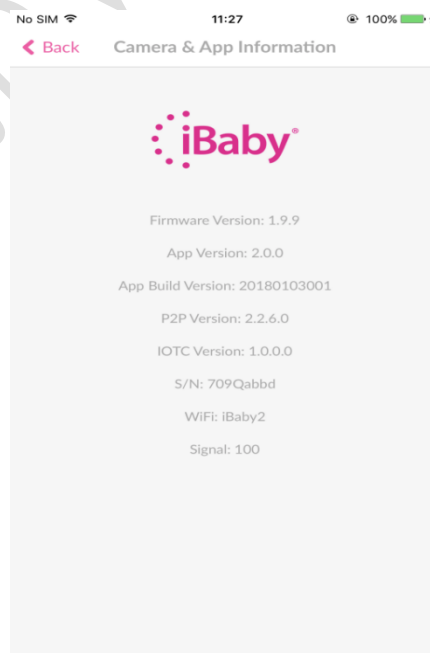 No SIM 11:27 100%
Back Camera & App Information
iBaby®
Firmware Version: 1.9.9
App Version: 2.0.0
App Build Version: 20180103001
P2P Version: 2.2.6.0
IOTC Version: 1.0.0.0
S/N: 709Qabbd
WiFi: iBaby2
Signal: 100